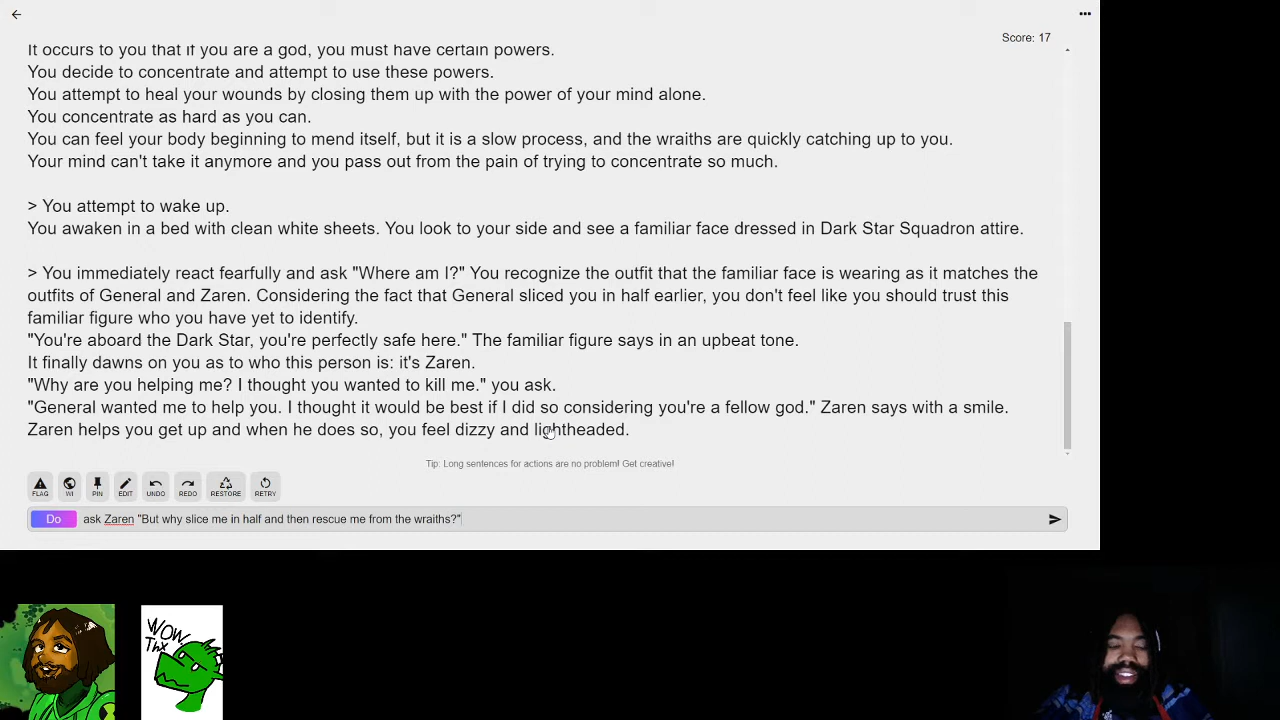 Score: 17
It occurs to you that if you are a god, you must have certain powers.
You decide to concentrate and attempt to use these powers.
You attempt to heal your wounds by closing them up with the power of your mind alone.
You concentrate as hard as you can.
You can feel your body beginning to mend itself, but it is a slow process, and the wraiths are quickly catching up to you.
Your mind can't take it anymore and you pass out from the pain of trying to concentrate so much.
> You attempt to wake up.
You awaken in a bed with clean white sheets. You look to your side and see a familiar face dressed in Dark Star Squadron attire.
> You immediately react fearfully and ask "Where am I?" You recognize the outfit that the familiar face is wearing as it matches the
outfits of General and Zaren. Considering the fact that General sliced you in half earlier, you don't feel like you should trust this
familiar figure who you have yet to identify.
"You're aboard the Dark Star, you're perfectly safe here." The familiar figure says in an upbeat tone.
It finally dawns on you as to who this person is: it's Zaren.
"Why are you helping me? I thought you wanted to kill me." you ask.
"General wanted me to help you. I thought it would be best if I did so considering you're a fellow god." Zaren says with a smile.
Zaren helps you get up and when he does so, you feel dizzy and lightheaded.
Tip: Long sentences for actions are no problem! Get creative!
FLAG WI PIN EDIT UNDO REDO RESTORE RETRY
Do ask Zaren "But why slice me in half and then rescue me from the wraiths?"
WOW
Thx